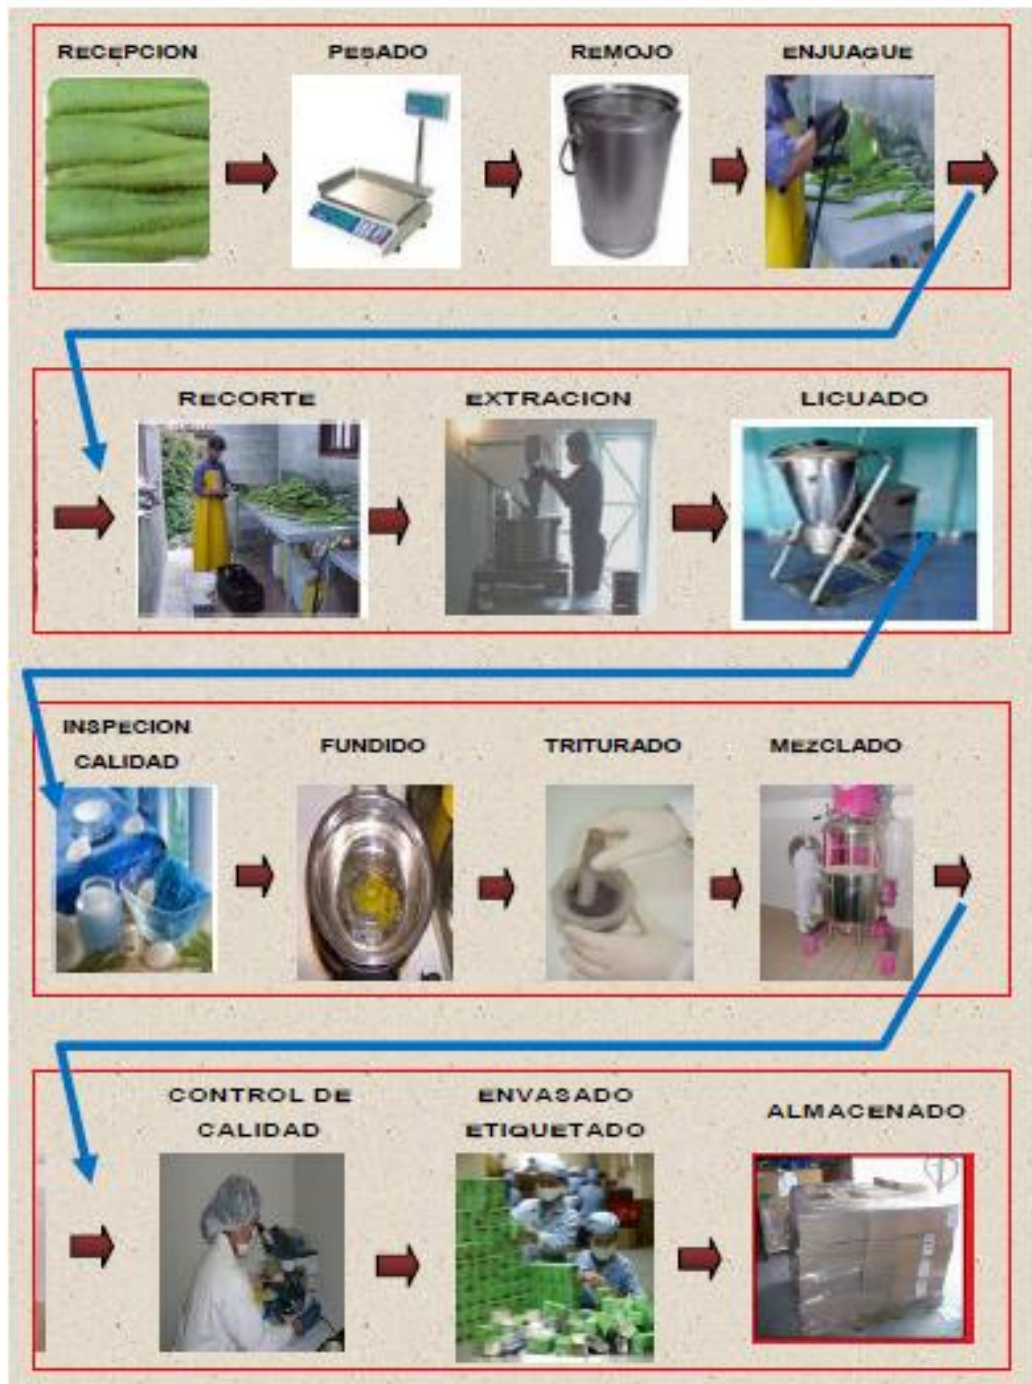 RECEPCION
PESADO
REMOJO
ENJUAGUE
RECORTE
EXTRACION
LICUADO
INSPECION
CALIDAD
FUNDIDO
TRITURADO
MEZCLADO
CONTROL DE
CALIDAD
ENVASADO
ETIQUETADO
ALMACENADO